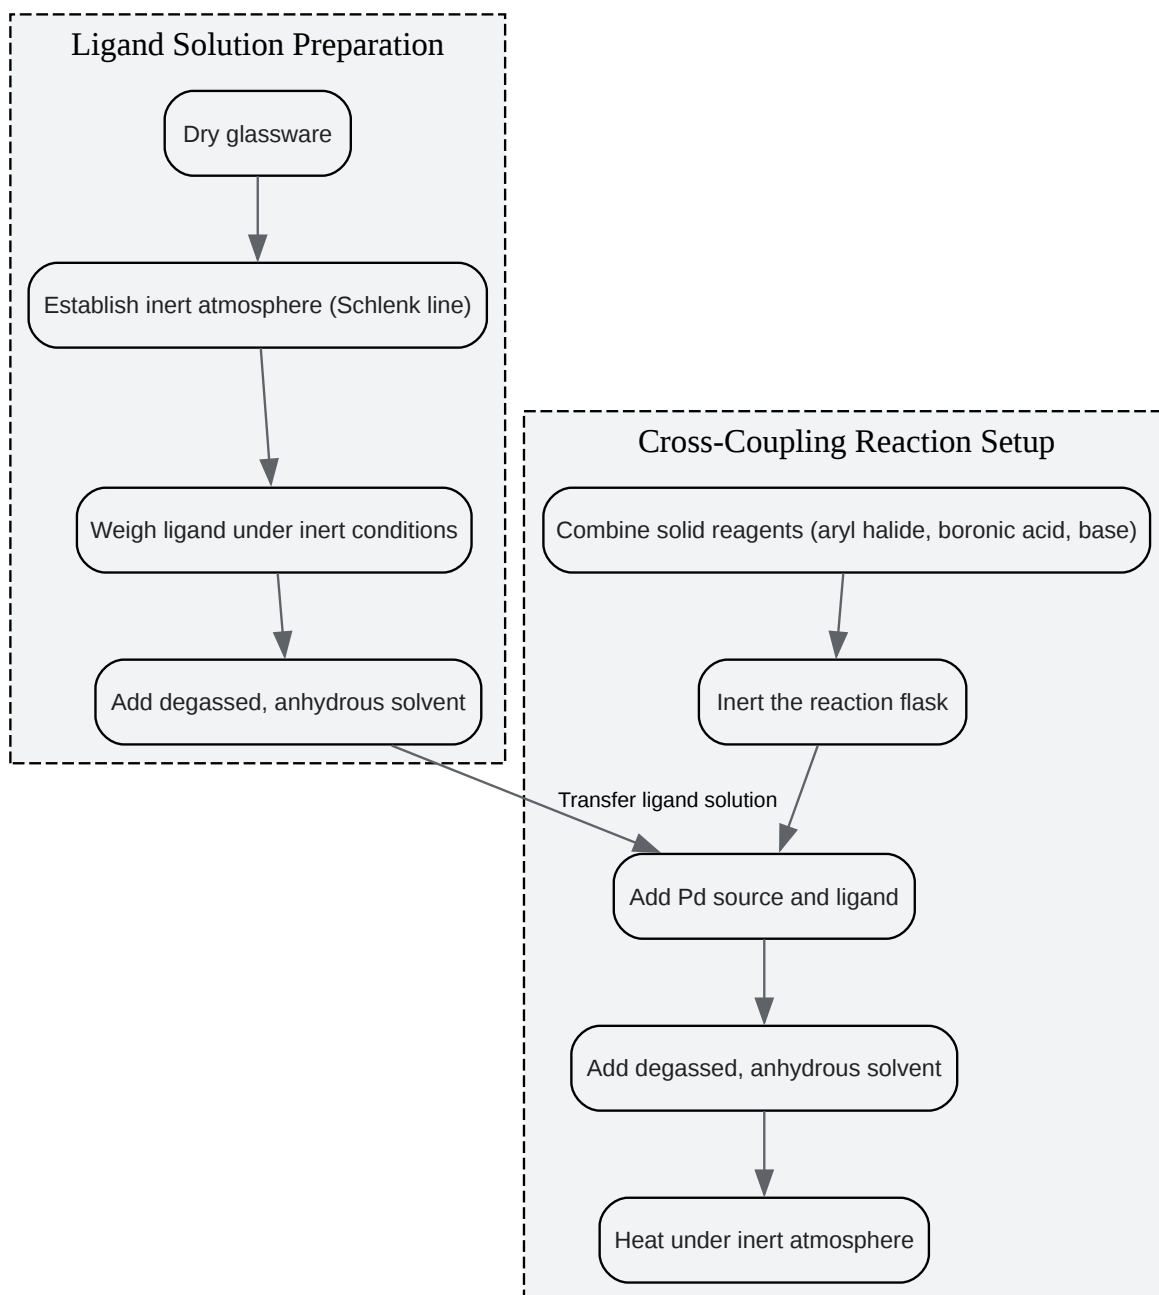 Ligand Solution Preparation
Dry glassware
Establish inert atmosphere (Schlenk line)
Weigh ligand under inert conditions
Add degassed, anhydrous solvent
Cross-Coupling Reaction Setup
Combine solid reagents (aryl halide, boronic acid, base)
Inert the reaction flask
Transfer ligand solution
Add Pd source and ligand
Add degassed, anhydrous solvent
Heat under inert atmosphere